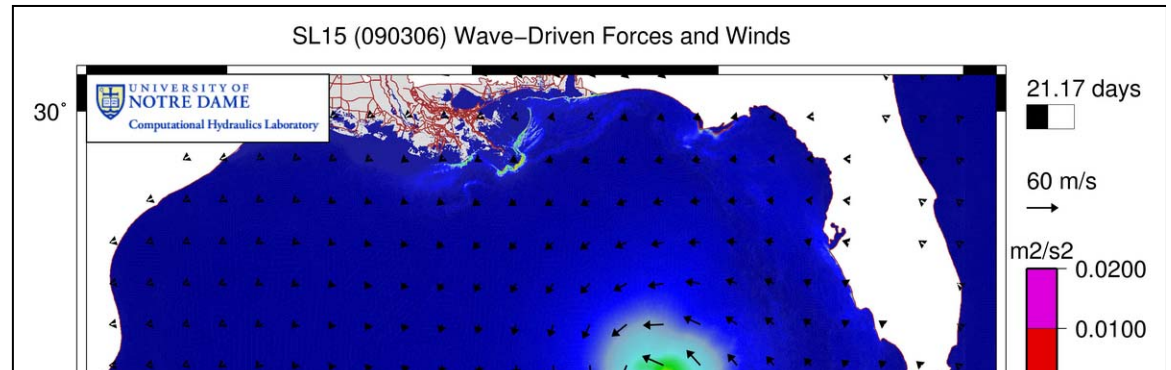 SL15 (090306) Wave−Driven Forces and Winds
UNIVERSITY OF
NOTRE DAME
Computational Hydraulics Laboratory
30°
21.17 days
60 m/s
m2/s2
0.0200
0.0100